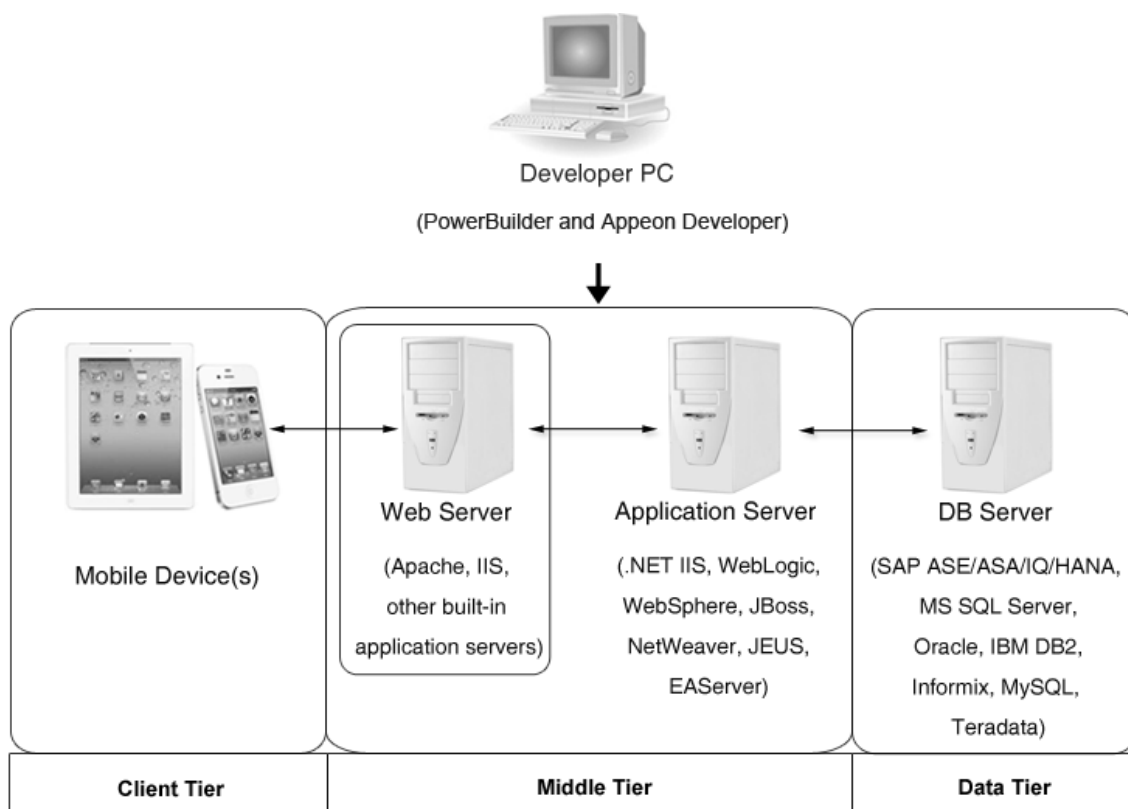 Developer PC
(PowerBuilder and Appeon Developer)
Mobile Device(s)
Web Server
(Apache, IIS,
other built-in
application servers)
Application Server
(.NET IIS, WebLogic,
WebSphere, JBoss,
NetWeaver, JEUS,
EAServer)
DB Server
(SAP ASE/ASA/IQ/HANA,
MS SQL Server,
Oracle, IBM DB2,
Informix, MySQL,
Teradata)
Client Tier
Middle Tier
Data Tier